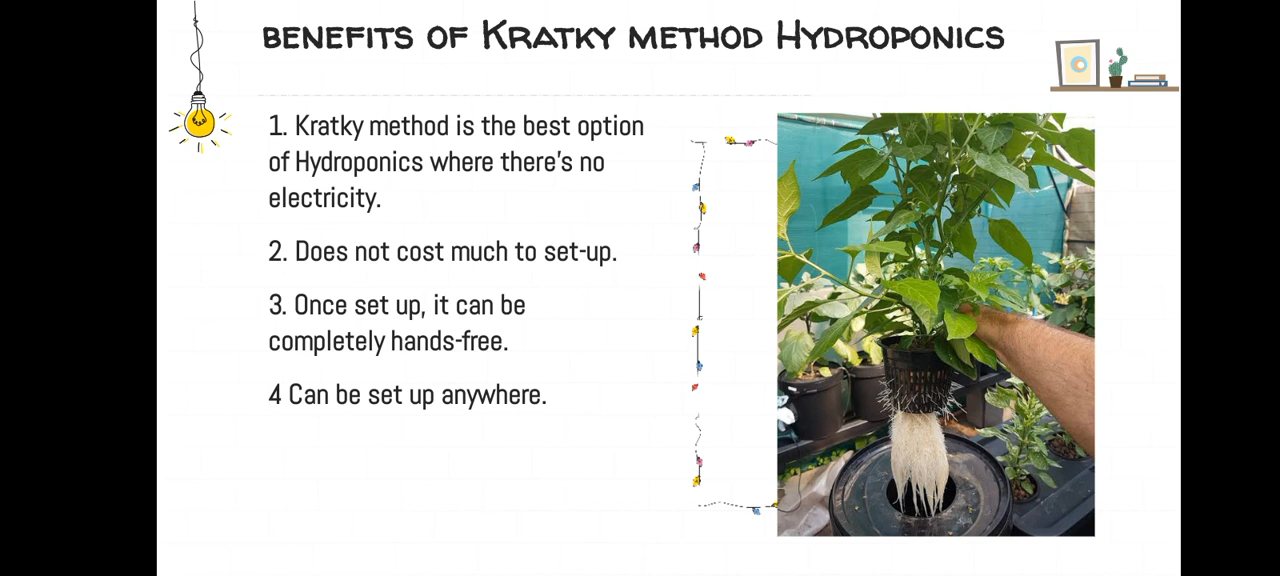 BENEFITS OF KRATKY METHOD HYDROPONICS
1. Kratky method is the best option
of Hydroponics where there's no
electricity.
2. Does not cost much to set-up.
3. Once set up, it can be
completely hands-free.
4 Can be set up anywhere.